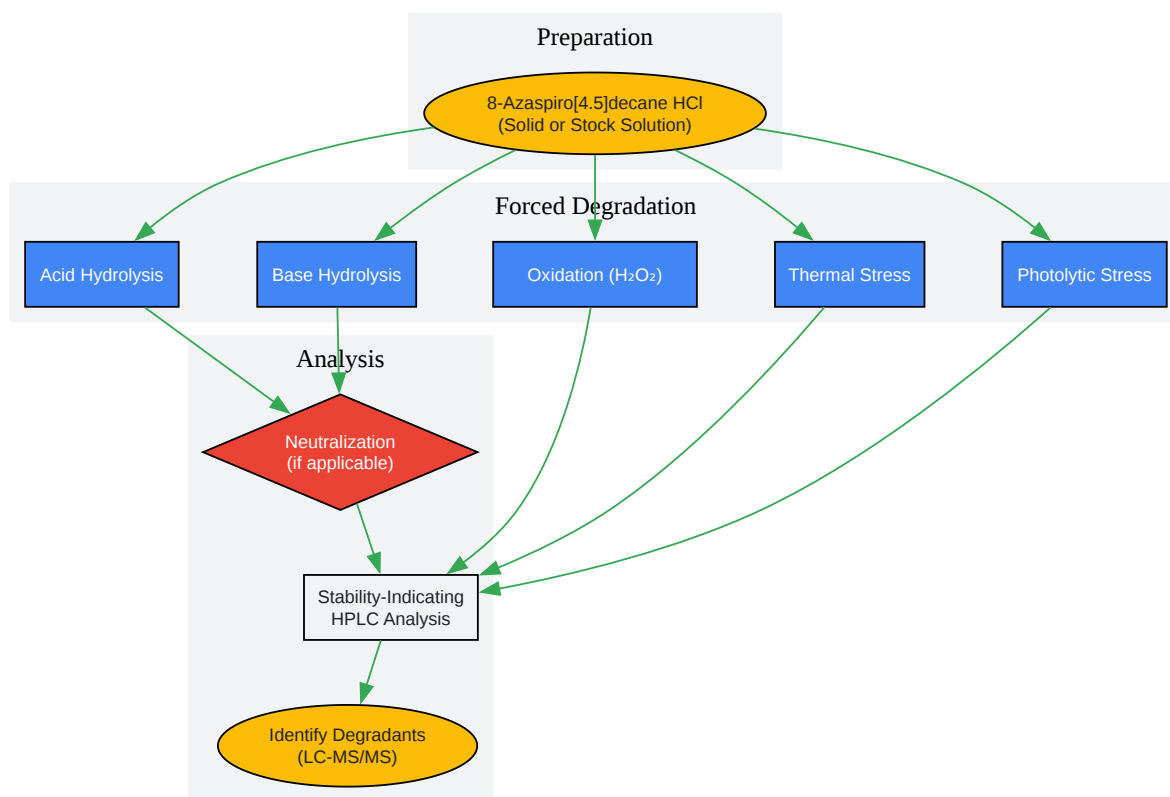 Preparation
8-Azaspiro[4.5]decane HCl
(Solid or Stock Solution)
Forced Degradation
Acid Hydrolysis
Base Hydrolysis
Oxidation (H₂O₂)
Thermal Stress
Photolytic Stress
Analysis
Neutralization
(if applicable)
Stability-Indicating
HPLC Analysis
Identify Degradants
(LC-MS/MS)